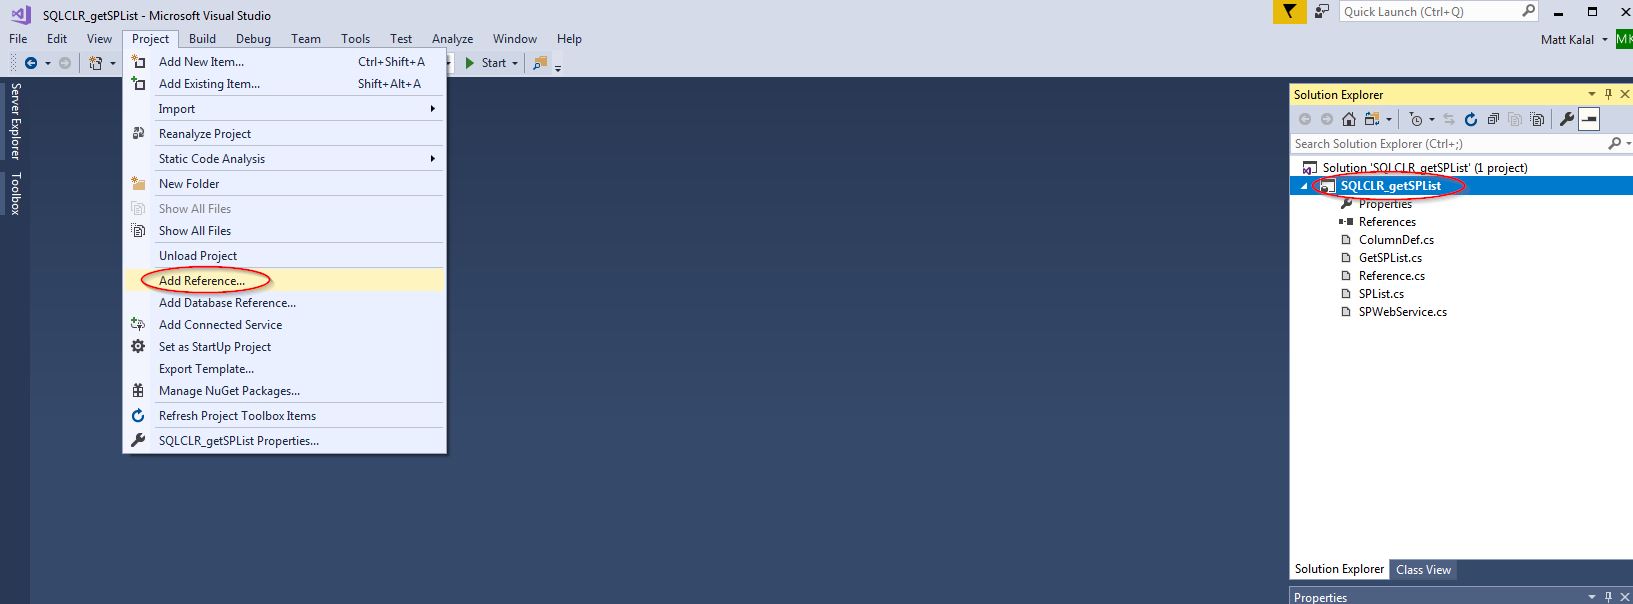 SQLCLR_getSPList - Microsoft Visual Studio
Quick Launch (Ctrl+Q)
File Edit View Project Build Debug Team Tools Test Analyze Window Help
Matt Kalal MK
Start
Server Explorer
Toolbox
Add New Item... Ctrl+Shift+A
Add Existing Item... Shift+Alt+A
Import
Reanalyze Project
Static Code Analysis
New Folder
Show All Files
Show All Files
Unload Project
Add Reference...
Add Database Reference...
Add Connected Service
Set as StartUp Project
Export Template...
Manage NuGet Packages...
Refresh Project Toolbox Items
SQLCLR_getSPList Properties...
Solution Explorer
Search Solution Explorer (Ctrl+;)
Solution 'SQLCLR_getSPList' (1 project)
SQLCLR_getSPList
Properties
References
ColumnDef.cs
GetSPList.cs
Reference.cs
SPList.cs
SPWebService.cs
Solution Explorer Class View
Properties